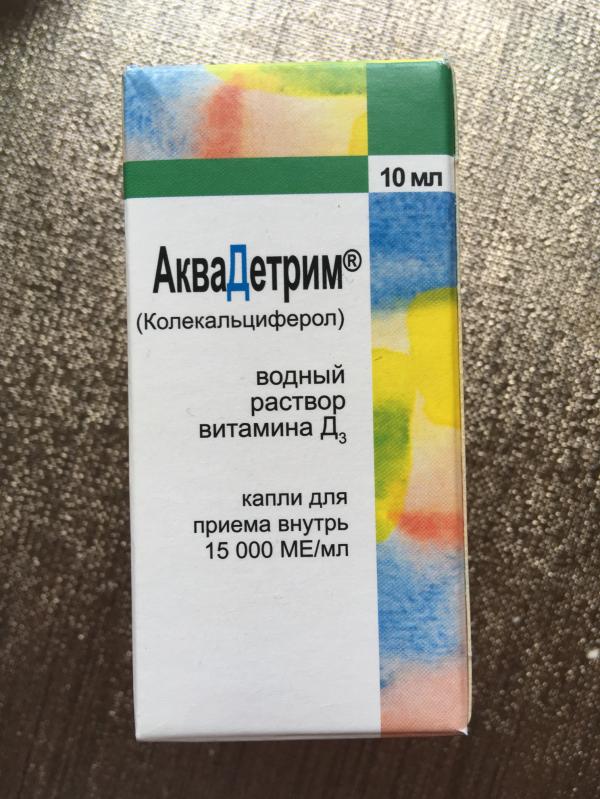 10 мл
АкваДетрим®
(Колекальциферол)
водный
раствор
витамина Д₃
капли для
приема внутрь
15 000 МЕ/мл